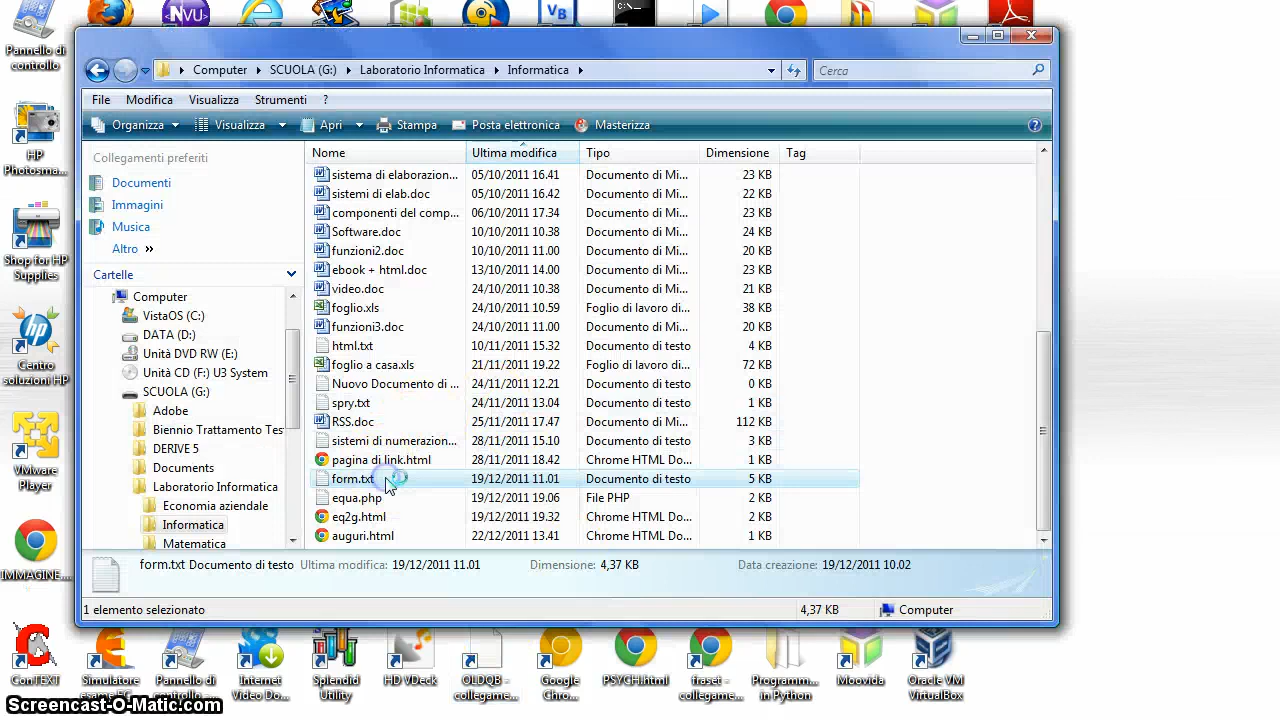 NVU
VB
C:\_
Pannello di
controllo
HP
Photosma...
Shop for HP
Supplies
Centro
soluzioni HP
VMware
Player
IMMAGINE...
Computer
SCUOLA (G:)
Laboratorio Informatica
Informatica
Cerca
File Modifica Visualizza Strumenti ?
Organizza Visualizza Apri Stampa Posta elettronica Masterizza
Collegamenti preferiti
Documenti
Immagini
Musica
Altro »
Cartelle
Computer
VistaOS (C:)
DATA (D:)
Unità DVD RW (E:)
Unità CD (F:) U3 System
SCUOLA (G:)
Adobe
Biennio Trattamento Tes
DERIVE 5
Documents
Laboratorio Informatica
Economia aziendale
Informatica
Matematica
Nome Ultima modifica Tipo Dimensione Tag
sistema di elaborazion... 05/10/2011 16.41 Documento di Mi... 23 KB
sistemi di elab.doc 05/10/2011 16.42 Documento di Mi... 22 KB
componenti del comp... 06/10/2011 17.34 Documento di Mi... 23 KB
Software.doc 10/10/2011 10.38 Documento di Mi... 24 KB
funzioni2.doc 10/10/2011 11.00 Documento di Mi... 20 KB
ebook + html.doc 13/10/2011 14.00 Documento di Mi... 23 KB
video.doc 24/10/2011 10.38 Documento di Mi... 21 KB
foglio.xls 24/10/2011 10.59 Foglio di lavoro di... 38 KB
funzioni3.doc 24/10/2011 11.00 Documento di Mi... 20 KB
html.txt 10/11/2011 15.32 Documento di testo 4 KB
foglio a casa.xls 21/11/2011 19.22 Foglio di lavoro di... 72 KB
Nuovo Documento di ... 24/11/2011 12.21 Documento di testo 0 KB
spry.txt 24/11/2011 13.04 Documento di testo 1 KB
RSS.doc 25/11/2011 17.47 Documento di Mi... 112 KB
sistemi di numerazion... 28/11/2011 15.10 Documento di testo 3 KB
pagina di link.html 28/11/2011 18.42 Chrome HTML Do... 1 KB
form.txt 19/12/2011 11.01 Documento di testo 5 KB
equa.php 19/12/2011 19.06 File PHP 2 KB
eq2g.html 19/12/2011 19.32 Chrome HTML Do... 2 KB
auguri.html 22/12/2011 13.41 Chrome HTML Do... 1 KB
form.txt Documento di testo Ultima modifica: 19/12/2011 11.01 Dimensione: 4,37 KB Data creazione: 19/12/2011 10.02
1 elemento selezionato 4,37 KB Computer
ConTEXT
Simulatore
esame EC...
Pannello di
controllo -...
Internet
Video Do...
Splendid
Utility
HD VDeck
OLDQB -
collegame...
Google
Chro...
PSYCH.html
fraset -
collegame...
Programm...
in Python
Moovida
Oracle VM
VirtualBox
Screencast-O-Matic.com